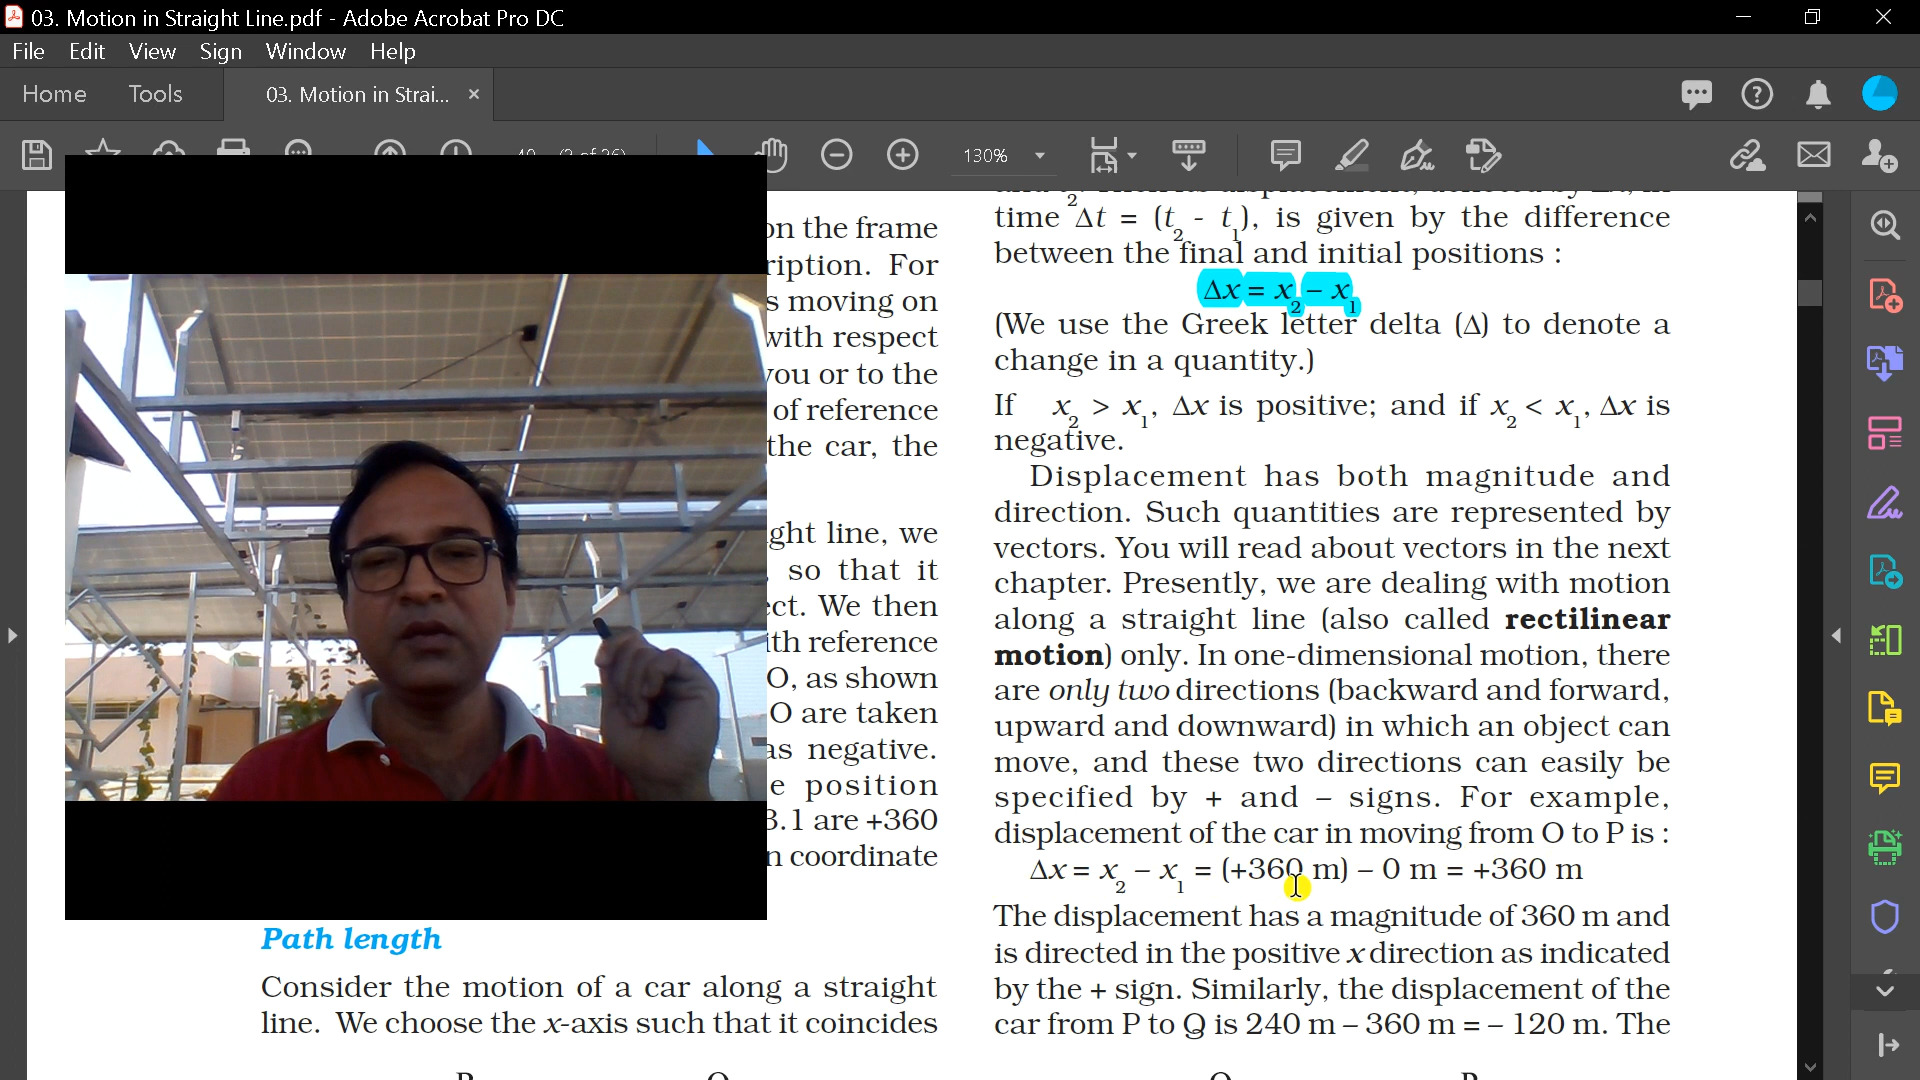 03. Motion in Straight Line.pdf - Adobe Acrobat Pro DC
File Edit View Sign Window Help
Home Tools 03. Motion in Strai... ×
130%
on the frame
ription. For
s moving on
with respect
you or to the
of reference
the car, the
ght line, we
so that it
ect. We then
ith reference
O, as shown
O are taken
as negative.
e position
3.1 are +360
n coordinate
Path length
Consider the motion of a car along a straight
line. We choose the x-axis such that it coincides
time Δt = (t₂ - t₁), is given by the difference
between the final and initial positions :
Δx = x₂ – x₁
(We use the Greek letter delta (Δ) to denote a
change in a quantity.)
If x₂ > x₁, Δx is positive; and if x₂ < x₁, Δx is
negative.
Displacement has both magnitude and
direction. Such quantities are represented by
vectors. You will read about vectors in the next
chapter. Presently, we are dealing with motion
along a straight line (also called rectilinear
motion) only. In one-dimensional motion, there
are only two directions (backward and forward,
upward and downward) in which an object can
move, and these two directions can easily be
specified by + and – signs. For example,
displacement of the car in moving from O to P is :
Δx = x₂ – x₁ = (+360 m) – 0 m = +360 m
The displacement has a magnitude of 360 m and
is directed in the positive x direction as indicated
by the + sign. Similarly, the displacement of the
car from P to Q is 240 m – 360 m = – 120 m. The